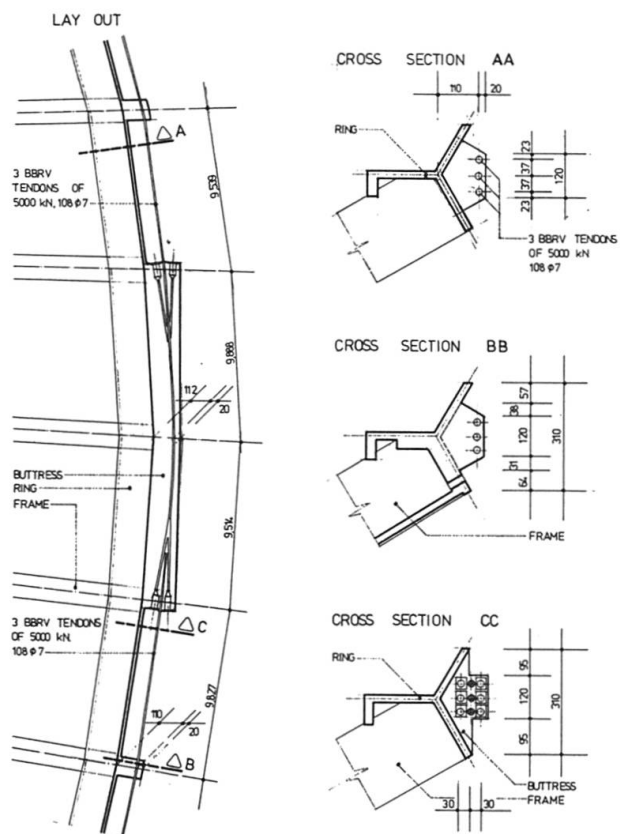 LAY OUT
A
3 BBRV
TENDONS OF
5000 kN, 108 φ 7
9,539
9,888
112
20
BUTTRESS
RING
FRAME
9,514
3 BBRV TENDONS
OF 5000 kN.
108 φ 7
C
9,827
110
20
B
CROSS SECTION AA
110
20
RING
23
37
37
23
120
3 BBRV TENDONS
OF 5000 kN
108 φ 7
CROSS SECTION BB
57
38
120
31
64
310
FRAME
CROSS SECTION CC
RING
95
120
95
310
BUTTRESS
FRAME
30
30